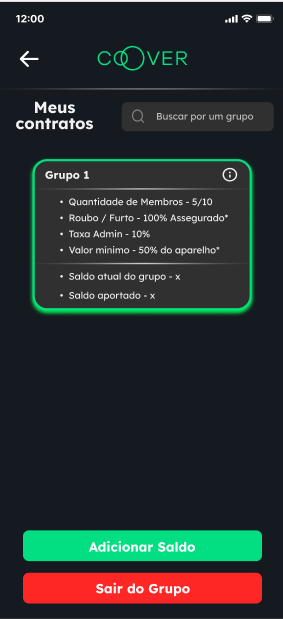 12:00
COOVER
Meus
contratos
Buscar por um grupo
Grupo 1
• Quantidade de Membros - 5/10
• Roubo / Furto - 100% Assegurado*
• Taxa Admin - 10%
• Valor mínimo - 50% do aparelho*
• Saldo atual do grupo - x
• Saldo aportado - x
Adicionar Saldo
Sair do Grupo